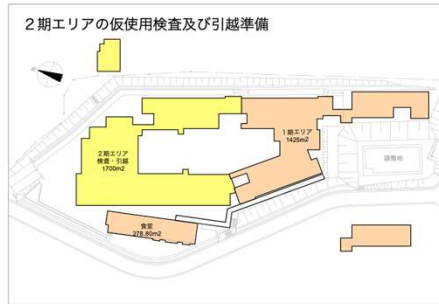 ２期エリアの仮使用検査及び引越準備
１期エリア
1425m2
２期エリア
検査・引越
1700m2
調整池
食堂
278.80m2